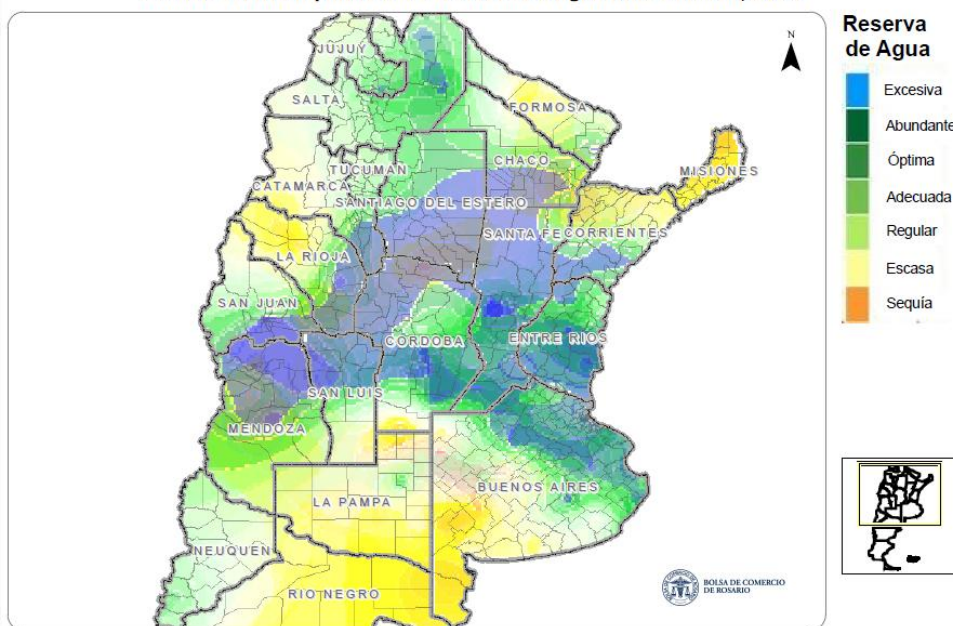 Reserva
de Agua
Excesiva
Abundante
Óptima
Adecuada
Regular
Escasa
Sequía
N
JUJUY
SALTA
FORMOSA
CHACO
MISIONES
TUCUMAN
CATAMARCA
SANTIAGO DEL ESTERO
SANTA FE
CORRIENTES
LA RIOJA
SAN JUAN
CORDOBA
ENTRE RIOS
SAN LUIS
MENDOZA
BUENOS AIRES
LA PAMPA
NEUQUEN
RIO NEGRO
BOLSA DE COMERCIO
DE ROSARIO